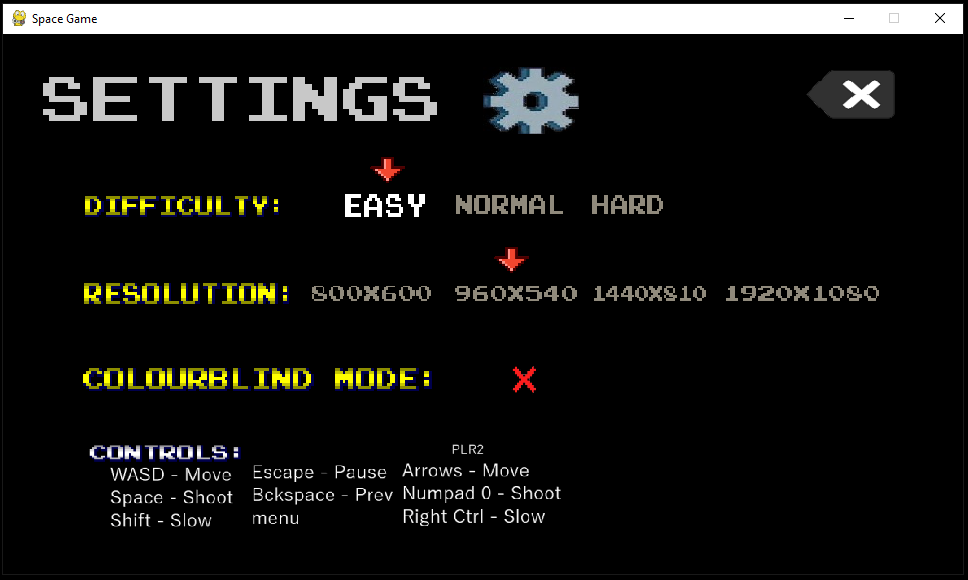 Space Game
SETTINGS
DIFFICULTY: EASY NORMAL HARD
RESOLUTION: 800X600 960X540 1440X810 1920X1080
COLOURBLIND MODE: X
CONTROLS:
WASD - Move
Space - Shoot
Shift - Slow
Escape - Pause
Bckspace - Prev
menu
PLR2
Arrows - Move
Numpad 0 - Shoot
Right Ctrl - Slow